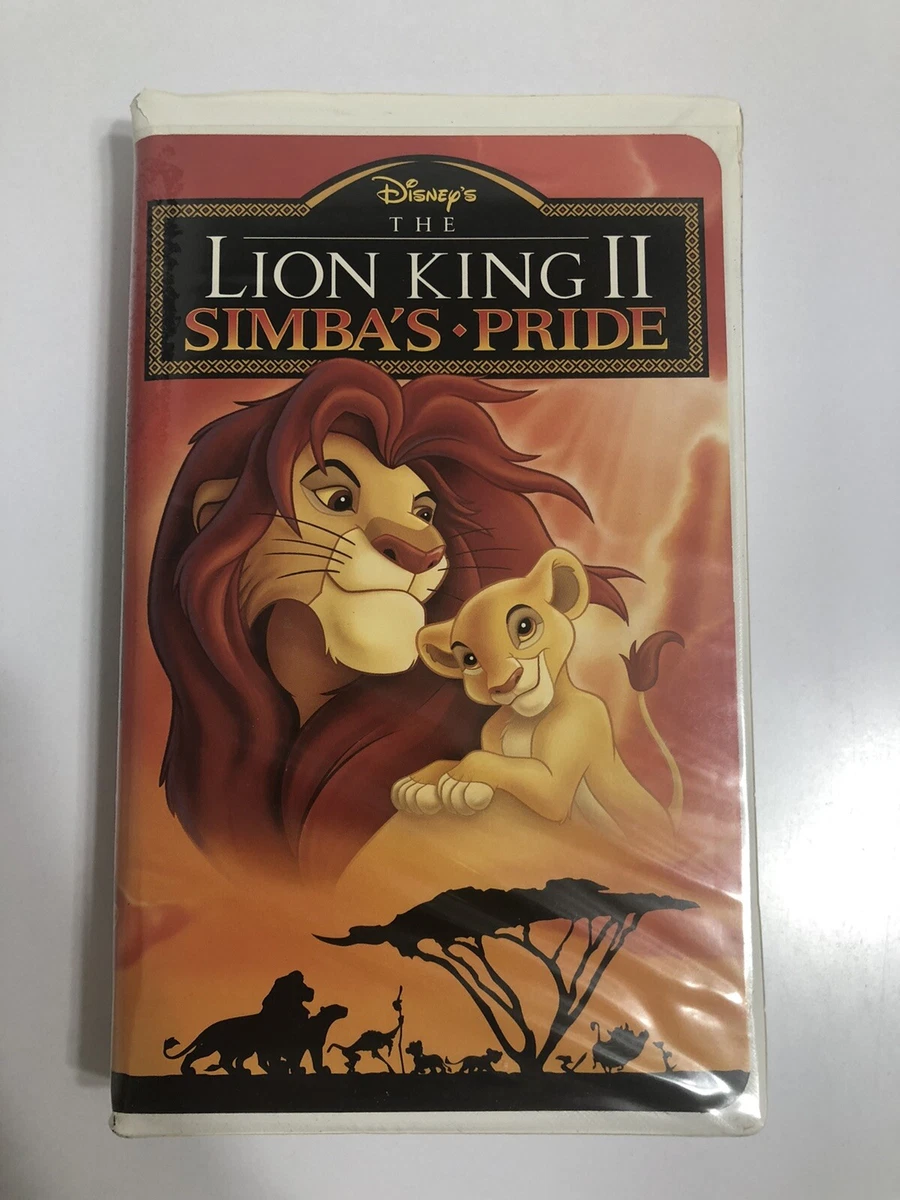 Disney's
THE
LION KING II
SIMBA'S • PRIDE